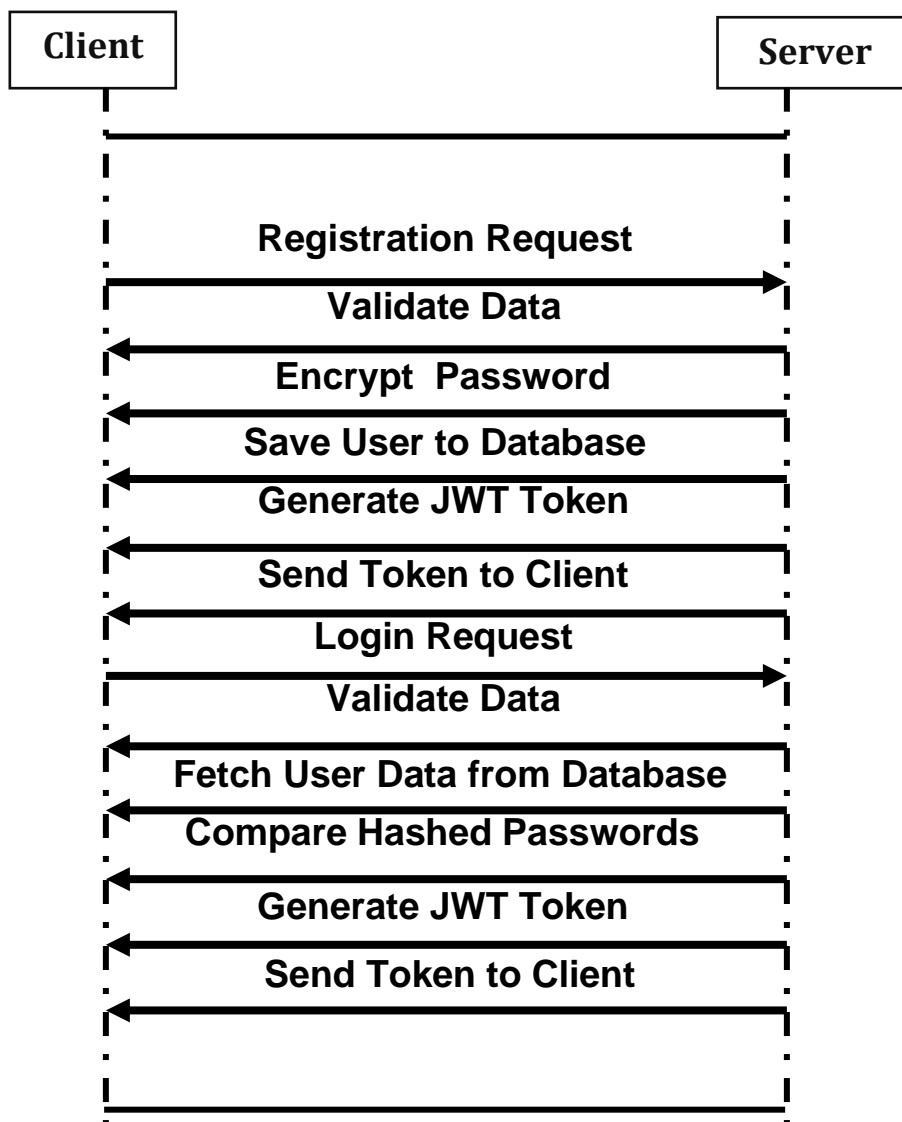 Client
Server
Registration Request
Validate Data
Encrypt  Password
Save User to Database
Generate JWT Token
Send Token to Client
Login Request
Validate Data
Fetch User Data from Database
Compare Hashed Passwords
Generate JWT Token
Send Token to Client